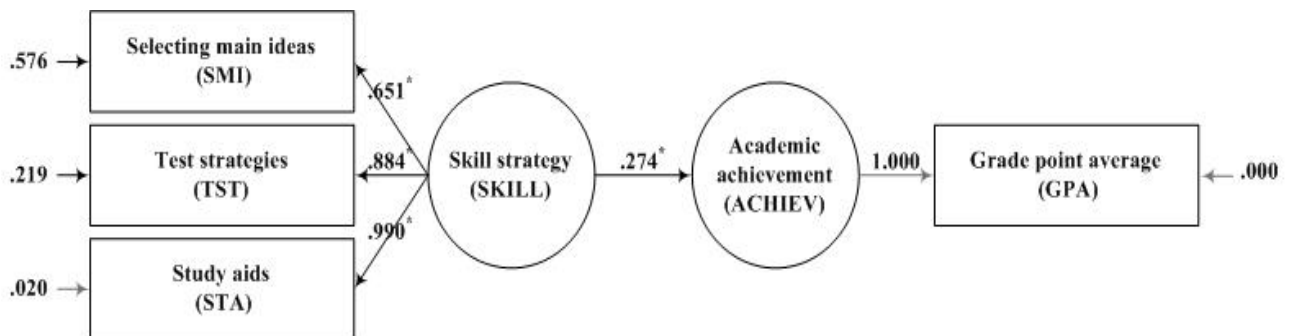 Selecting main ideas
(SMI)
.576
.651*
Test strategies
(TST)
.219
.884*
Skill strategy
(SKILL)
.274*
Academic
achievement
(ACHIEV)
1.000
Grade point average
(GPA)
.000
.990*
Study aids
(STA)
.020